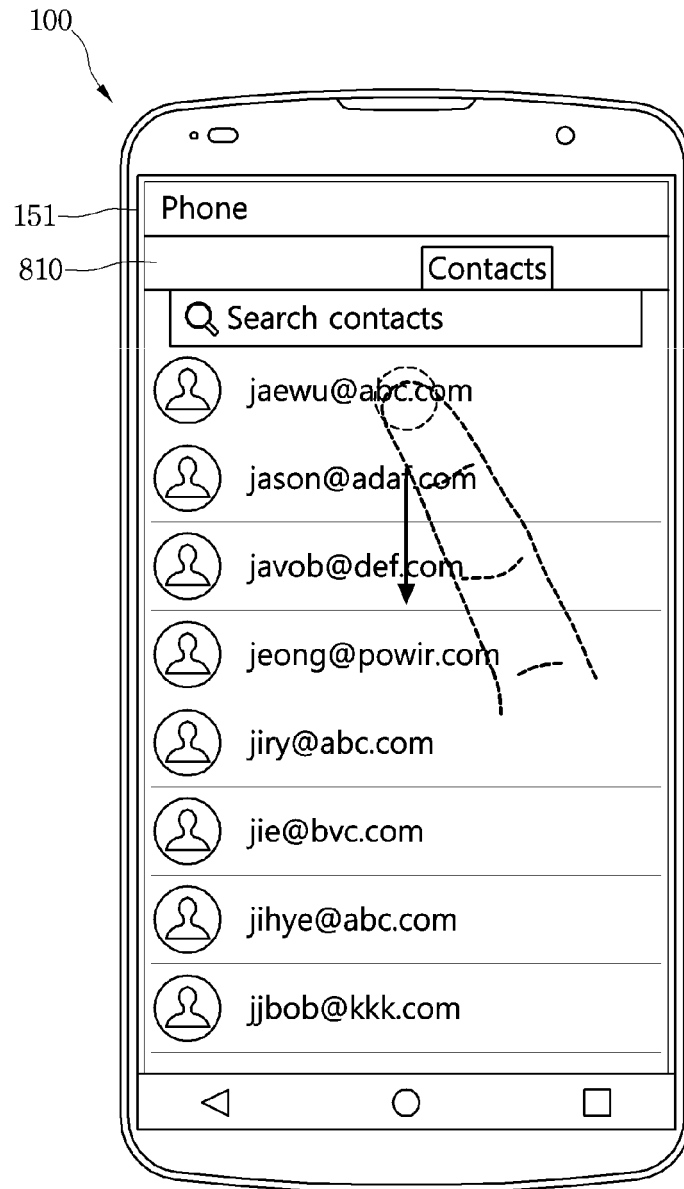 100
151
Phone
810
Contacts
Search contacts
jaewu@abc.com
jason@adaf.com
javob@def.com
jeong@powir.com
jiry@abc.com
jie@bvc.com
jihye@abc.com
jjbob@kkk.com